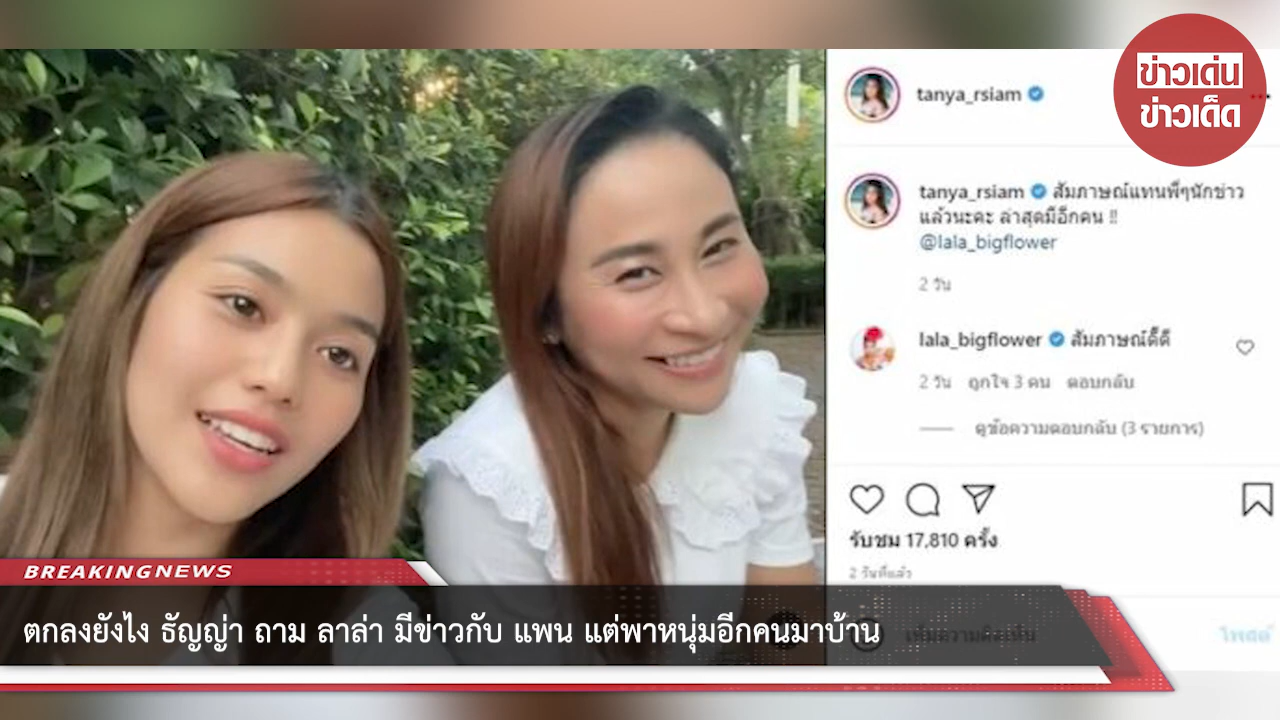 ข่าวเด่น
ข่าวเด็ด
tanya_rsiam
tanya_rsiam สัมภาษณ์แทนพี่ๆนักข่าว
แล้วนะคะ ล่าสุดมีอีกคน !!
@lala_bigflower
2 วัน
lala_bigflower สัมภาษณ์ดี๊ดี
2 วัน ถูกใจ 3 คน ตอบกลับ
ดูข้อความตอบกลับ (3 รายการ)
รับชม 17,810 ครั้ง
2 วันที่แล้ว
BREAKING NEWS
ตกลงยังไง ธัญญ่า ถาม ลาล่า มีข่าวกับ แพน แต่พาหนุ่มอีกคนมาบ้าน